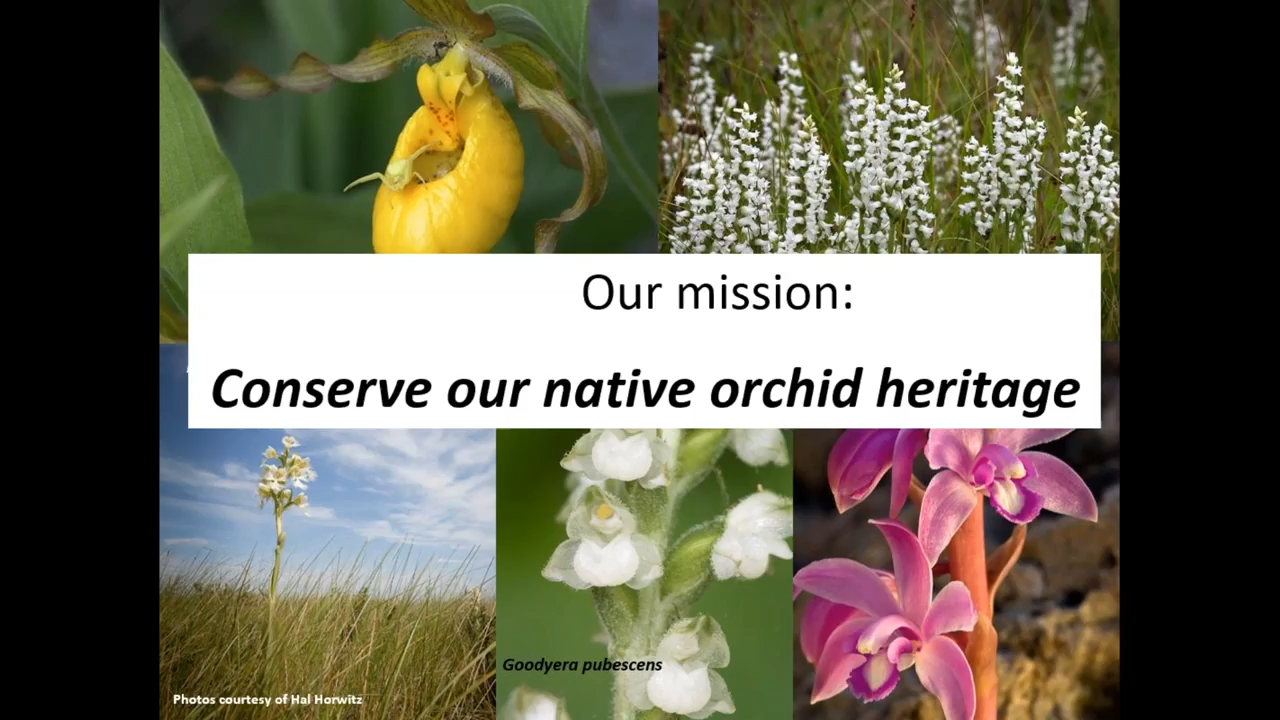 Our mission:
Conserve our native orchid heritage
Goodyera pubescens
Photos courtesy of Hal Horwitz